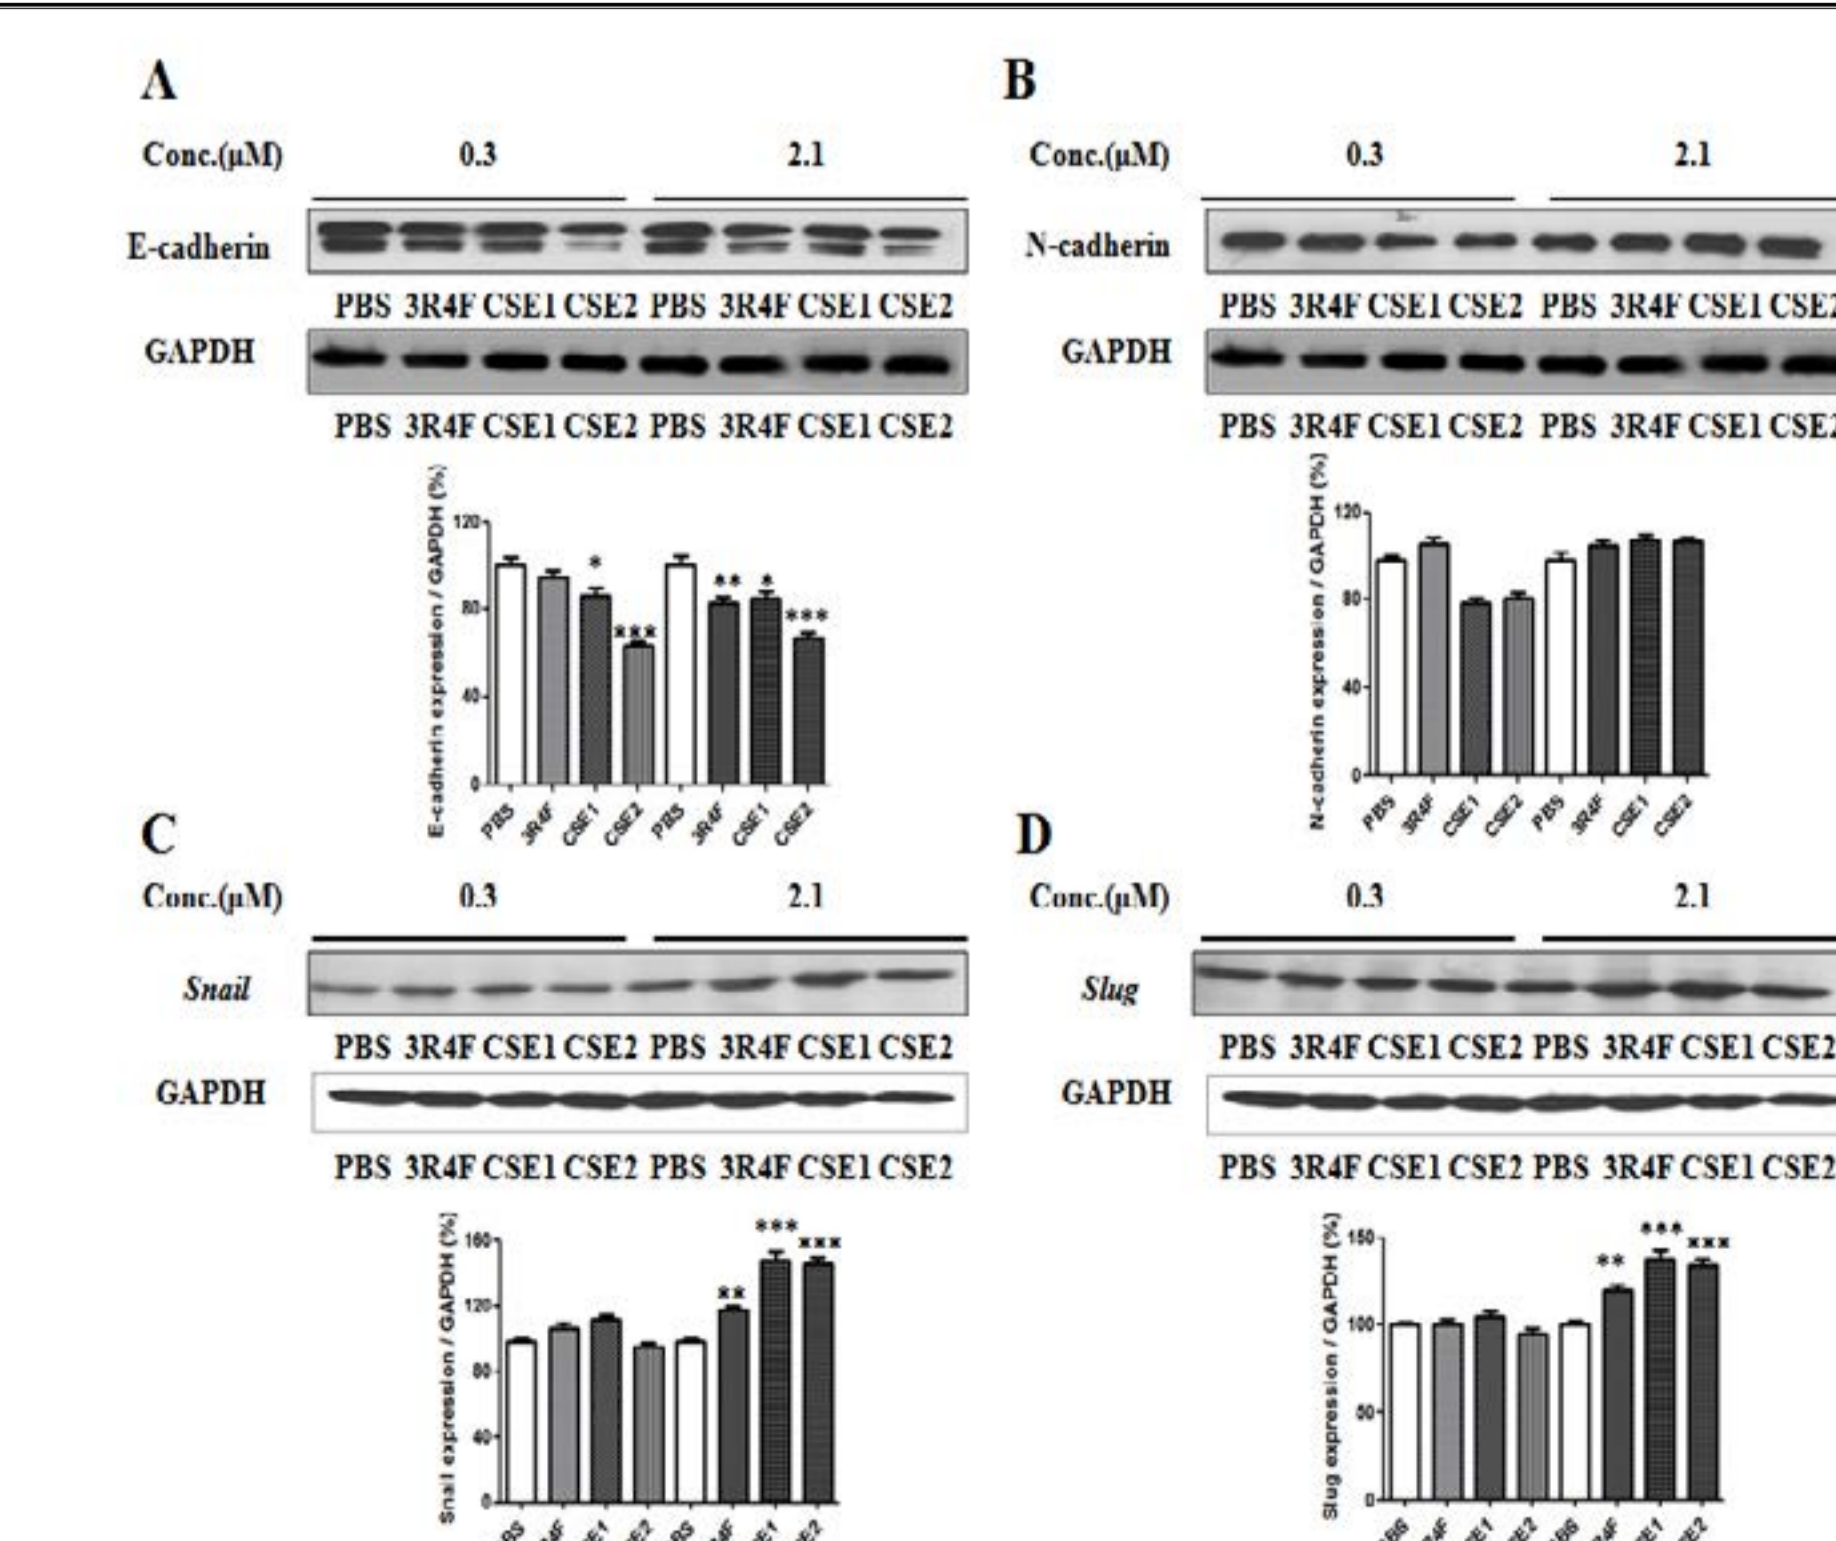 A
Conc.(μM) 0.3 2.1
E-cadherin
PBS 3R4F CSE1 CSE2 PBS 3R4F CSE1 CSE2
GAPDH
PBS 3R4F CSE1 CSE2 PBS 3R4F CSE1 CSE2
E-cadherin expression / GAPDH (%)
120
80
40
0
* *** ** * ***
PBS 3R4F CSE1 CSE2 PBS 3R4F CSE1 CSE2
B
Conc.(μM) 0.3 2.1
N-cadherin
PBS 3R4F CSE1 CSE2 PBS 3R4F CSE1 CSE2
GAPDH
PBS 3R4F CSE1 CSE2 PBS 3R4F CSE1 CSE2
N-cadherin expression / GAPDH (%)
120
80
40
0
PBS 3R4F CSE1 CSE2 PBS 3R4F CSE1 CSE2
C
Conc.(μM) 0.3 2.1
Snail
PBS 3R4F CSE1 CSE2 PBS 3R4F CSE1 CSE2
GAPDH
PBS 3R4F CSE1 CSE2 PBS 3R4F CSE1 CSE2
Snail expression / GAPDH (%)
160
120
80
40
0
** *** ***
D
Conc.(μM) 0.3 2.1
Slug
PBS 3R4F CSE1 CSE2 PBS 3R4F CSE1 CSE2
GAPDH
PBS 3R4F CSE1 CSE2 PBS 3R4F CSE1 CSE2
Slug expression / GAPDH (%)
150
100
50
0
** *** ***